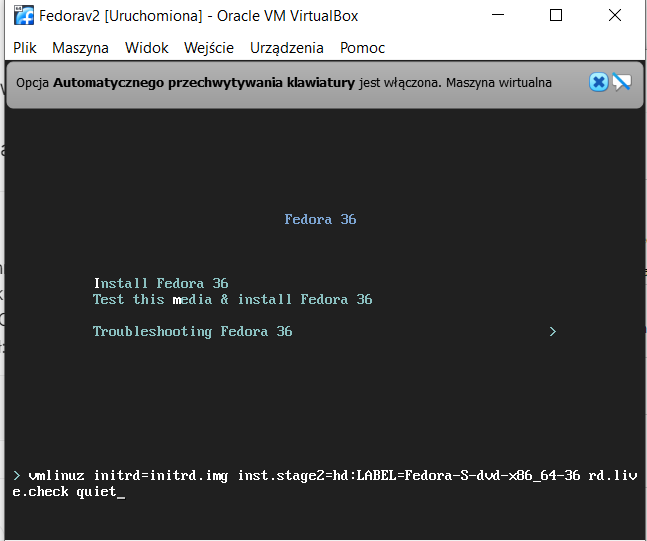 Fedorav2 [Uruchomiona] - Oracle VM VirtualBox
Plik Maszyna Widok Wejście Urządzenia Pomoc
Opcja Automatycznego przechwytywania klawiatury jest włączona. Maszyna wirtualna
Fedora 36
Install Fedora 36
Test this media & install Fedora 36
Troubleshooting Fedora 36 >
> vmlinuz initrd=initrd.img inst.stage2=hd:LABEL=Fedora-S-dvd-x86_64-36 rd.liv
e.check quiet_